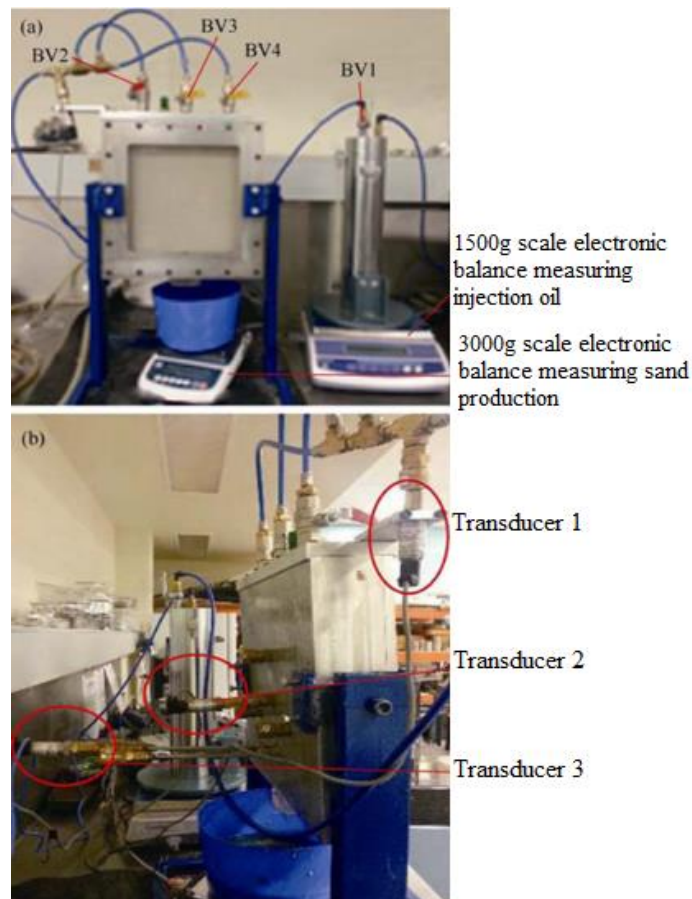 (a)
BV3
BV2
BV4
BV1
1500g scale electronic
balance measuring
injection oil
3000g scale electronic
balance measuring sand
production
(b)
Transducer 1
Transducer 2
Transducer 3